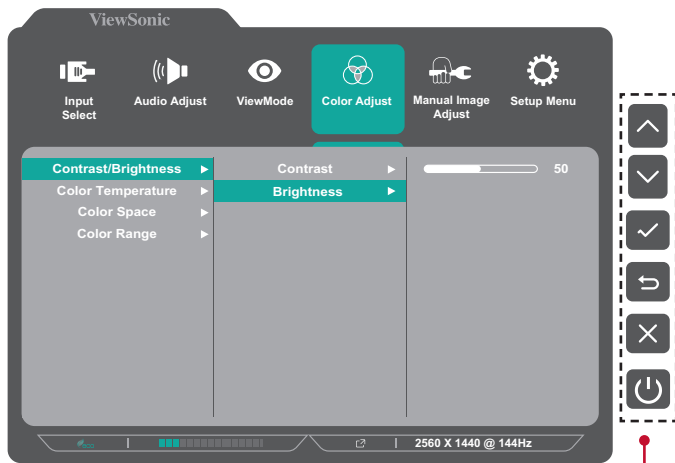 ViewSonic
Input
Select
Audio Adjust
ViewMode
Color Adjust
Manual Image
Adjust
Setup Menu
Contrast/Brightness
Contrast
50
Color Temperature
Brightness
Color Space
Color Range
2560 X 1440 @ 144Hz